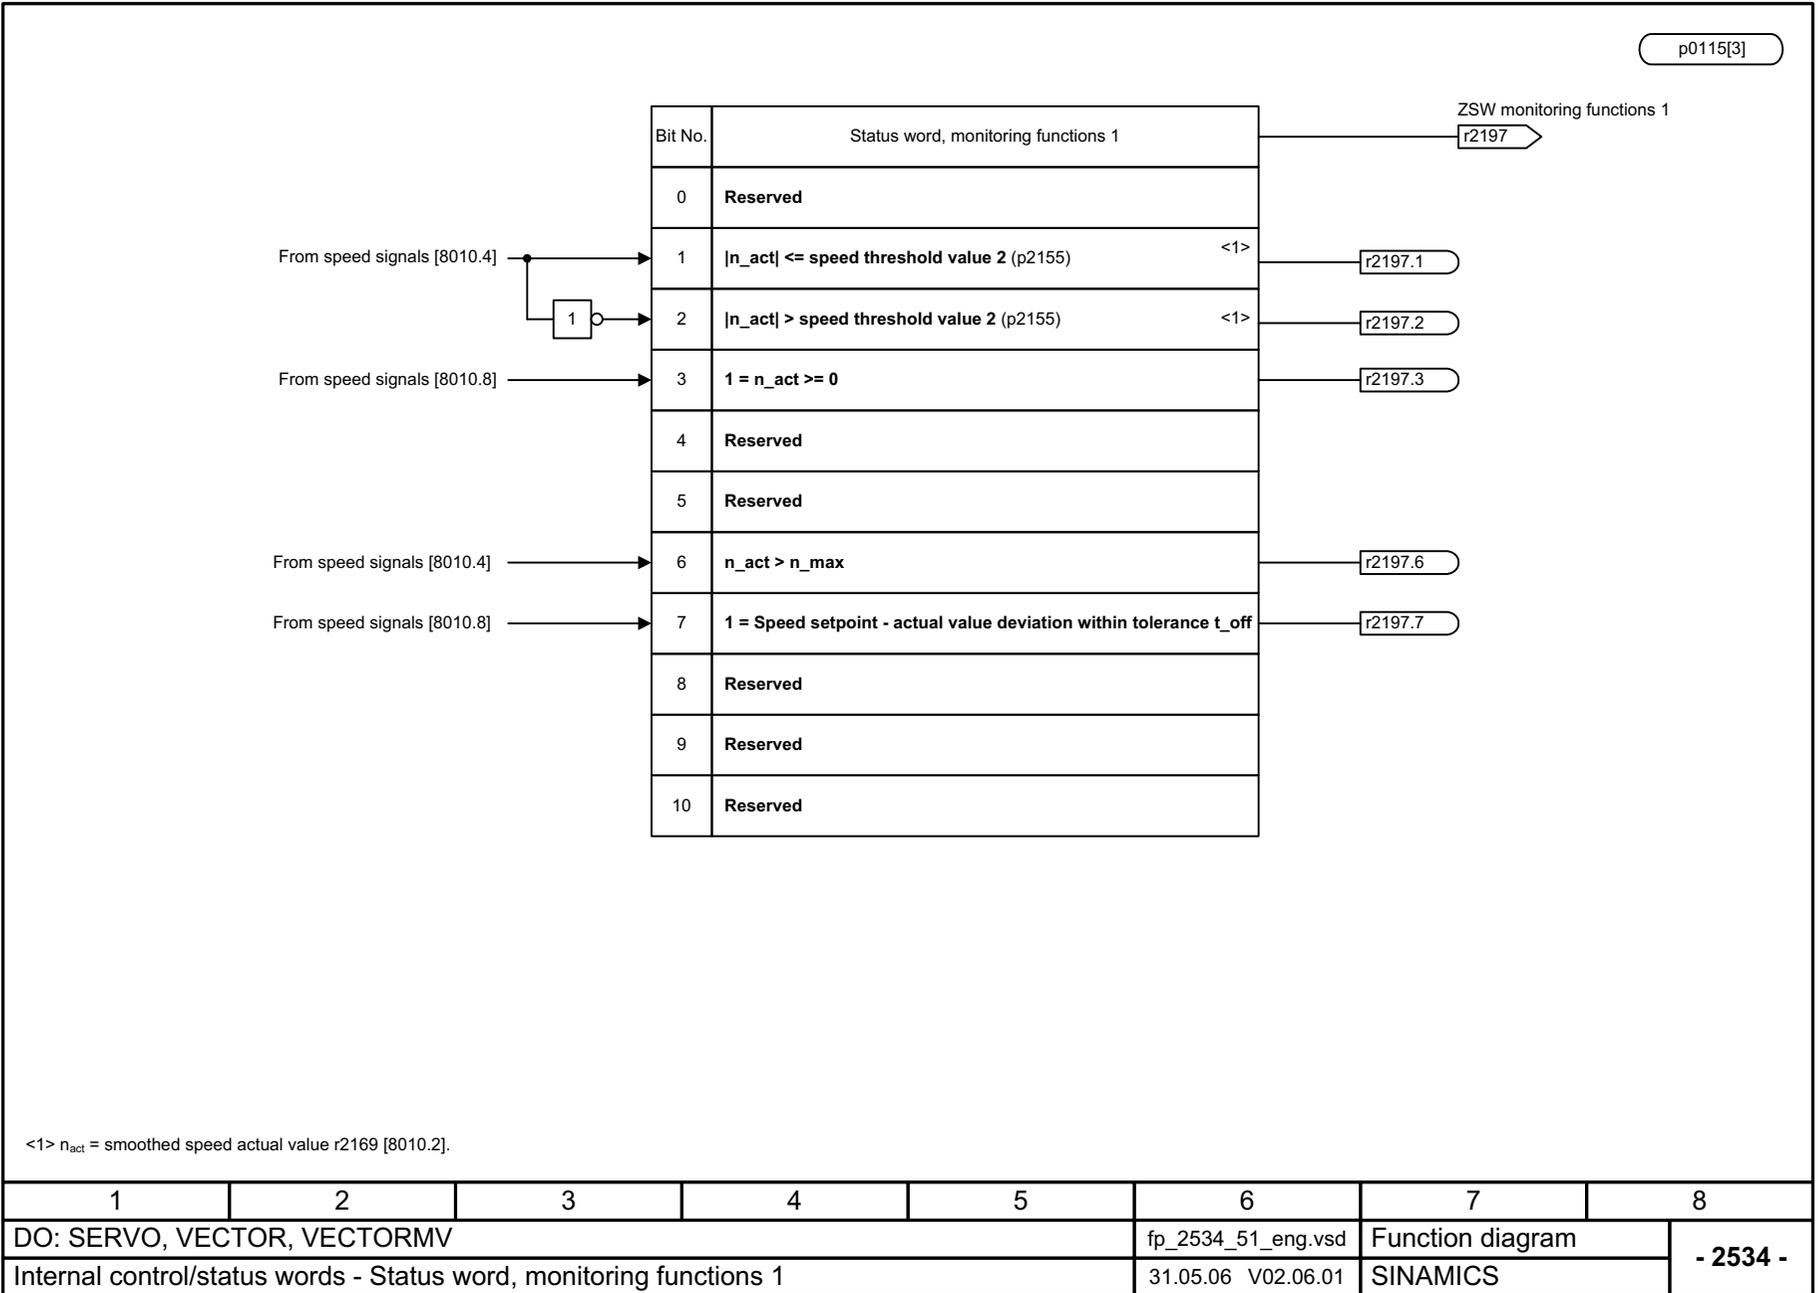 p0115[3]
ZSW monitoring functions 1
Bit No. Status word, monitoring functions 1 r2197
0 Reserved
From speed signals [8010.4] 1 |n_act| <= speed threshold value 2 (p2155) <1> r2197.1
1 2 |n_act| > speed threshold value 2 (p2155) <1> r2197.2
From speed signals [8010.8] 3 1 = n_act >= 0 r2197.3
4 Reserved
5 Reserved
From speed signals [8010.4] 6 n_act > n_max r2197.6
From speed signals [8010.8] 7 1 = Speed setpoint - actual value deviation within tolerance t_off r2197.7
8 Reserved
9 Reserved
10 Reserved
<1> nact = smoothed speed actual value r2169 [8010.2].
1 2 3 4 5 6 7 8
DO: SERVO, VECTOR, VECTORMV fp_2534_51_eng.vsd Function diagram
- 2534 -
Internal control/status words - Status word, monitoring functions 1 31.05.06 V02.06.01 SINAMICS